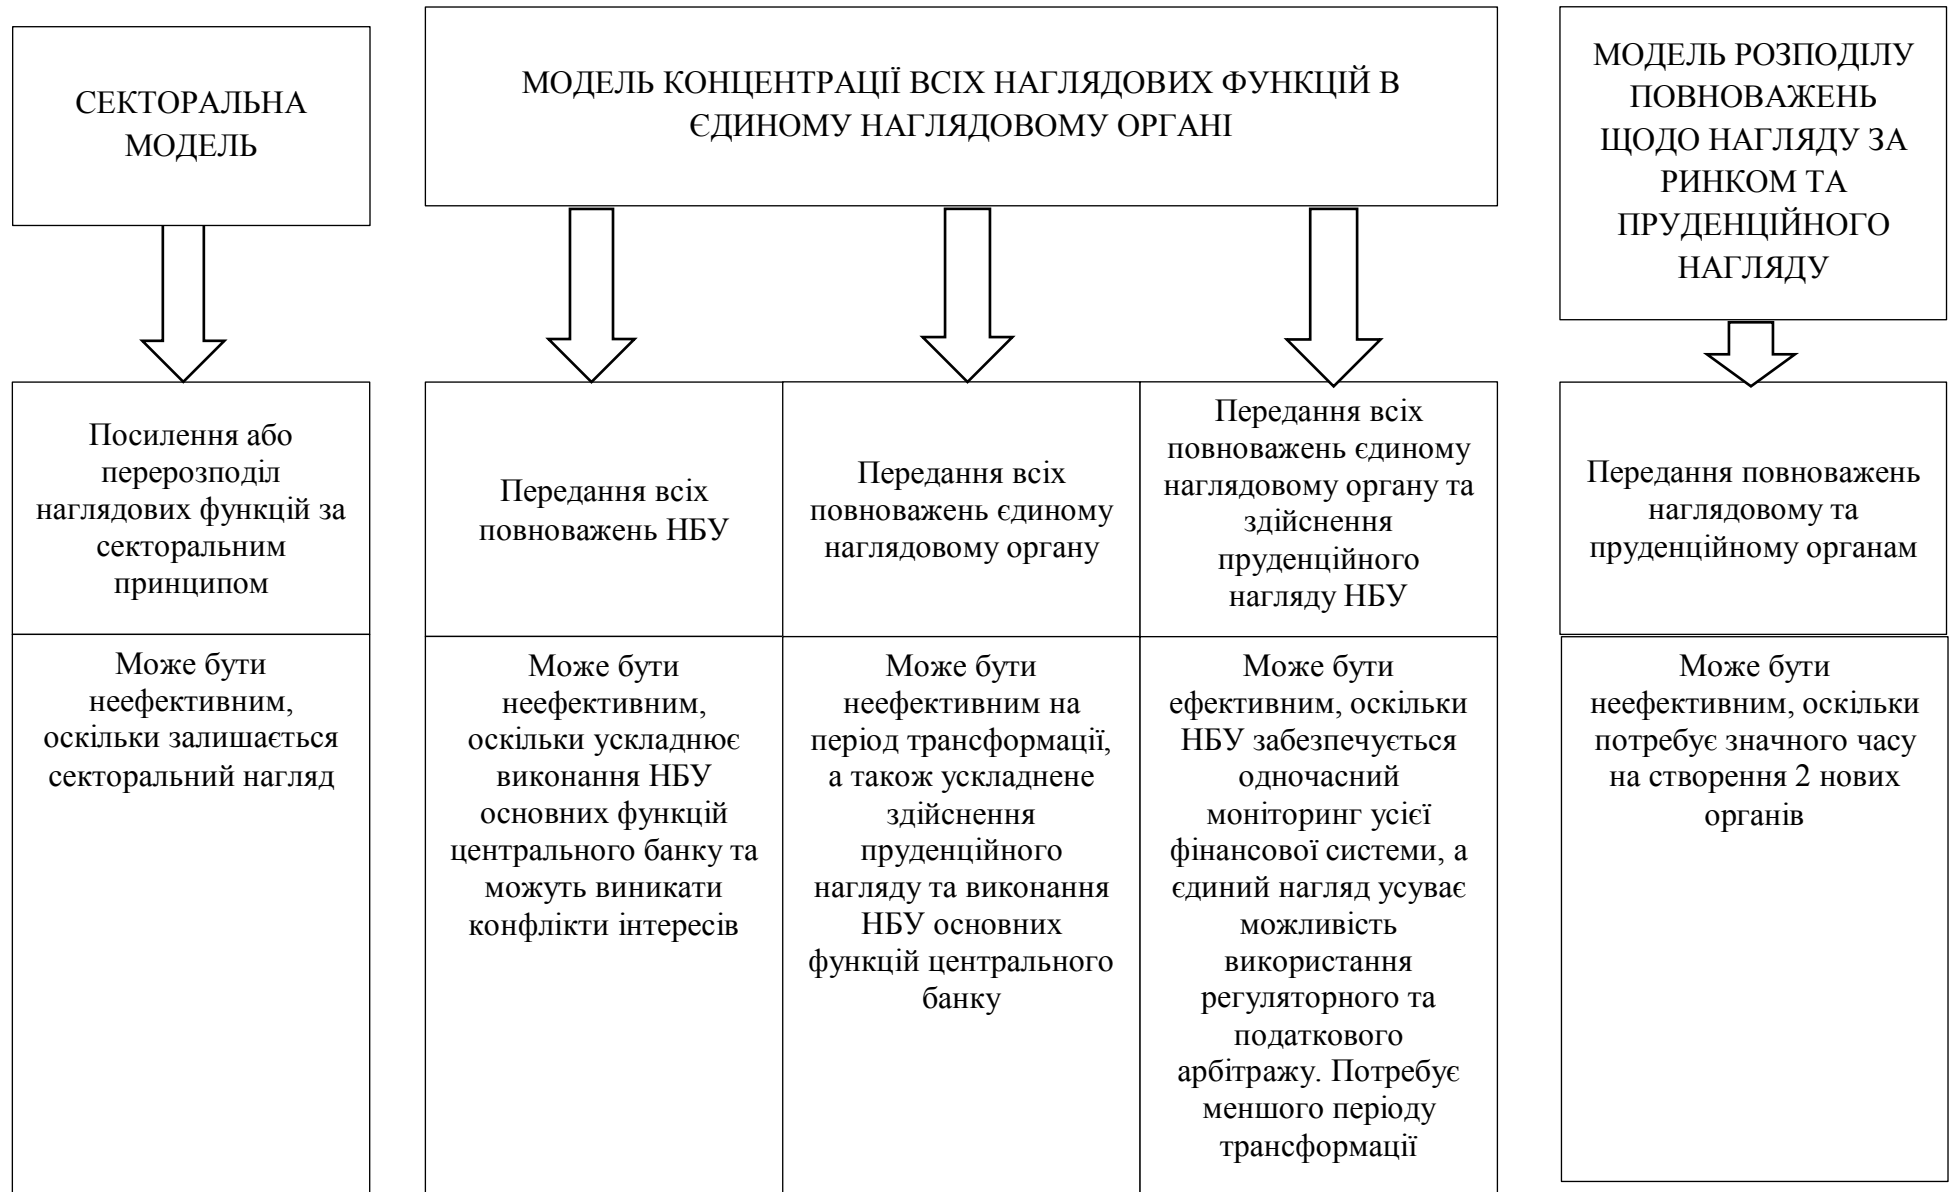 СЕКТОРАЛЬНА
МОДЕЛЬ
МОДЕЛЬ КОНЦЕНТРАЦІЇ ВСІХ НАГЛЯДОВИХ ФУНКЦІЙ В
ЄДИНОМУ НАГЛЯДОВОМУ ОРГАНІ
МОДЕЛЬ РОЗПОДІЛУ
ПОВНОВАЖЕНЬ
ЩОДО НАГЛЯДУ ЗА
РИНКОМ ТА
ПРУДЕНЦІЙНОГО
НАГЛЯДУ
Посилення або
перерозподіл
наглядових функцій за
секторальним
принципом
Передання всіх
повноважень НБУ
Передання всіх
повноважень єдиному
наглядовому органу
Передання всіх
повноважень єдиному
наглядовому органу та
здійснення
пруденційного
нагляду НБУ
Передання повноважень
наглядовому та
пруденційному органам
Може бути
неефективним,
оскільки залишається
секторальний нагляд
Може бути
неефективним,
оскільки ускладнює
виконання НБУ
основних функцій
центрального банку та
можуть виникати
конфлікти інтересів
Може бути
неефективним на
період трансформації,
а також ускладнене
здійснення
пруденційного
нагляду та виконання
НБУ основних
функцій центрального
банку
Може бути
ефективним, оскільки
НБУ забезпечується
одночасний
моніторинг усієї
фінансової системи, а
єдиний нагляд усуває
можливість
використання
регуляторного та
податкового
арбітражу. Потребує
меншого періоду
трансформації
Може бути
неефективним, оскільки
потребує значного часу
на створення 2 нових
органів